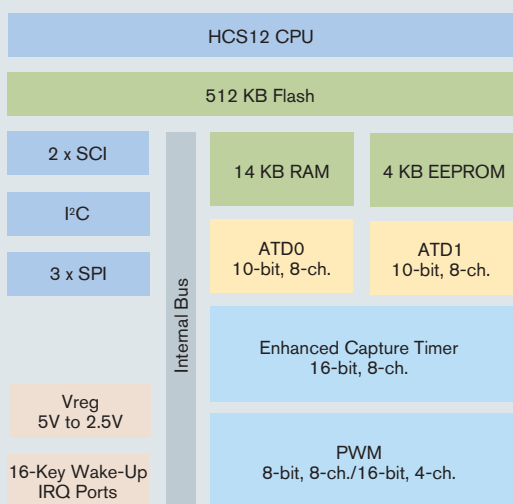 HCS12 CPU
512 KB Flash
2 x SCI
I²C
3 x SPI
Vreg
5V to 2.5V
16-Key Wake-Up
IRQ Ports
Internal Bus
14 KB RAM
4 KB EEPROM
ATD0
10-bit, 8-ch.
ATD1
10-bit, 8-ch.
Enhanced Capture Timer
16-bit, 8-ch.
PWM
8-bit, 8-ch./16-bit, 4-ch.